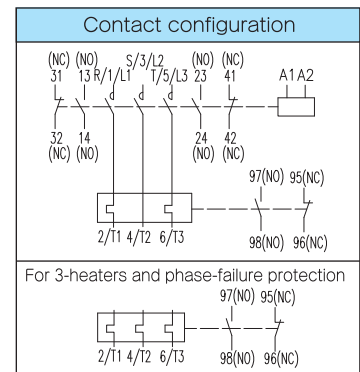 Contact configuration
(NC) (NO) S/3/L2 (NO) (NC)
31 13 R/1/L1 T/5/L3 23 41 A1 A2
32 14 24 42
(NC) (NO) (NO) (NC)
97(NO) 95(NC)
2/T1 4/T2 6/T3
98(NO) 96(NC)
For 3-heaters and phase-failure protection
97(NO) 95(NC)
2/T1 4/T2 6/T3
98(NO) 96(NC)